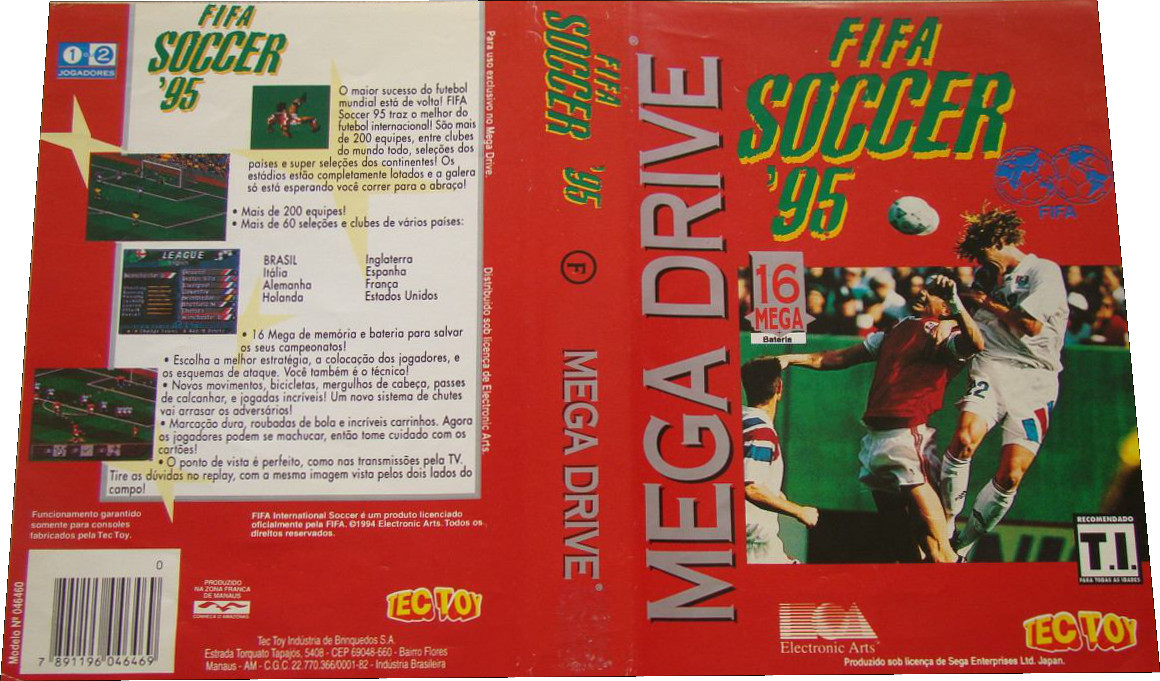 FIFA
SOCCER
'95
1 ou 2
JOGADORES
O maior sucesso do futebol
mundial está de volta! FIFA
Soccer 95 traz o melhor do
futebol internacional! São mais
de 200 equipes, entre clubes
do mundo todo, seleções dos
países e super seleções dos continentes! Os
estádios estão completamente lotados e a galera
só está esperando você correr para o abraço!
• Mais de 200 equipes!
• Mais de 60 seleções e clubes de vários países:
BRASIL Inglaterra
Itália Espanha
Alemanha França
Holanda Estados Unidos
LEAGUE
• 16 Mega de memória e bateria para salvar
os seus campeonatos!
• Escolha a melhor estratégia, a colocação dos jogadores, e
os esquemas de ataque. Você também é o técnico!
• Novos movimentos, bicicletas, mergulhos de cabeça, passes
de calcanhar, e jogadas incríveis! Um novo sistema de chutes
vai arrasar os adversários!
• Marcação dura, roubadas de bola e incríveis carrinhos. Agora
os jogadores podem se machucar, então tome cuidado com os
cartões!
• O ponto de vista é perfeito, como nas transmissões pela TV.
Tire as dúvidas no replay, com a mesma imagem vista pelos dois lados do
campo!
Para uso exclusivo no Mega Drive.
Distribuído sob licença de Electronic Arts.
Funcionamento garantido
somente para consoles
fabricados pela Tec Toy.
FIFA International Soccer é um produto licenciado
oficialmente pela FIFA. ©1994 Electronic Arts. Todos os
direitos reservados.
Modelo Nº 046460
0
7 891196 046469
PRODUZIDO
NA ZONA FRANCA
DE MANAUS
CONHEÇA O AMAZONAS
TEC TOY
Tec Toy Indústria de Brinquedos S.A.
Estrada Torquato Tapajós, 5408 - CEP 69048-660 - Bairro Flores
Manaus - AM - C.G.C. 22.770.366/0001-82 - Indústria Brasileira
FIFA
SOCCER '95
F
MEGA DRIVE®
MEGA DRIVE®
FIFA
SOCCER
'95
FIFA
16
MEGA
Bateria
22
RECOMENDADO
T.I.
PARA TODAS AS IDADES
EA
Electronic Arts
TEC TOY
Produzido sob licença de Sega Enterprises Ltd. Japan.